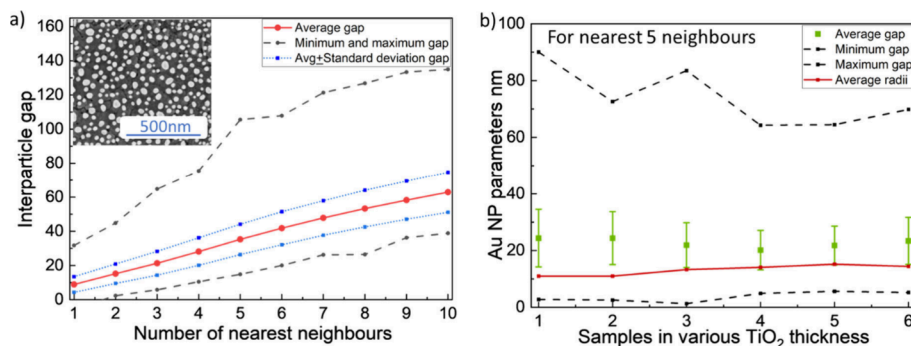 a)
Interparticle gap
160
140
120
100
80
60
40
20
0
500nm
Average gap
Minimum and maximum gap
Avg±Standard deviation gap
1 2 3 4 5 6 7 8 9 10
Number of nearest neighbours
b)
Au NP parameters nm
100
80
60
40
20
0
For nearest 5 neighbours
Average gap
Minimum gap
Maximum gap
Average radii
1 2 3 4 5 6
Samples in various TiO₂ thickness